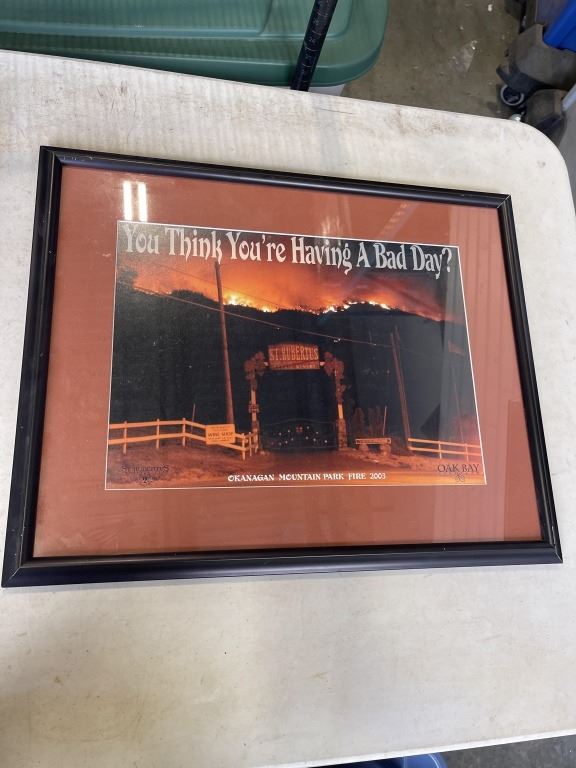 You Think You're Having A Bad Day?
ST. HUBERTUS
WINE SHOP
ST. HUBERTUS
OAK BAY
OKANAGAN MOUNTAIN PARK FIRE 2003